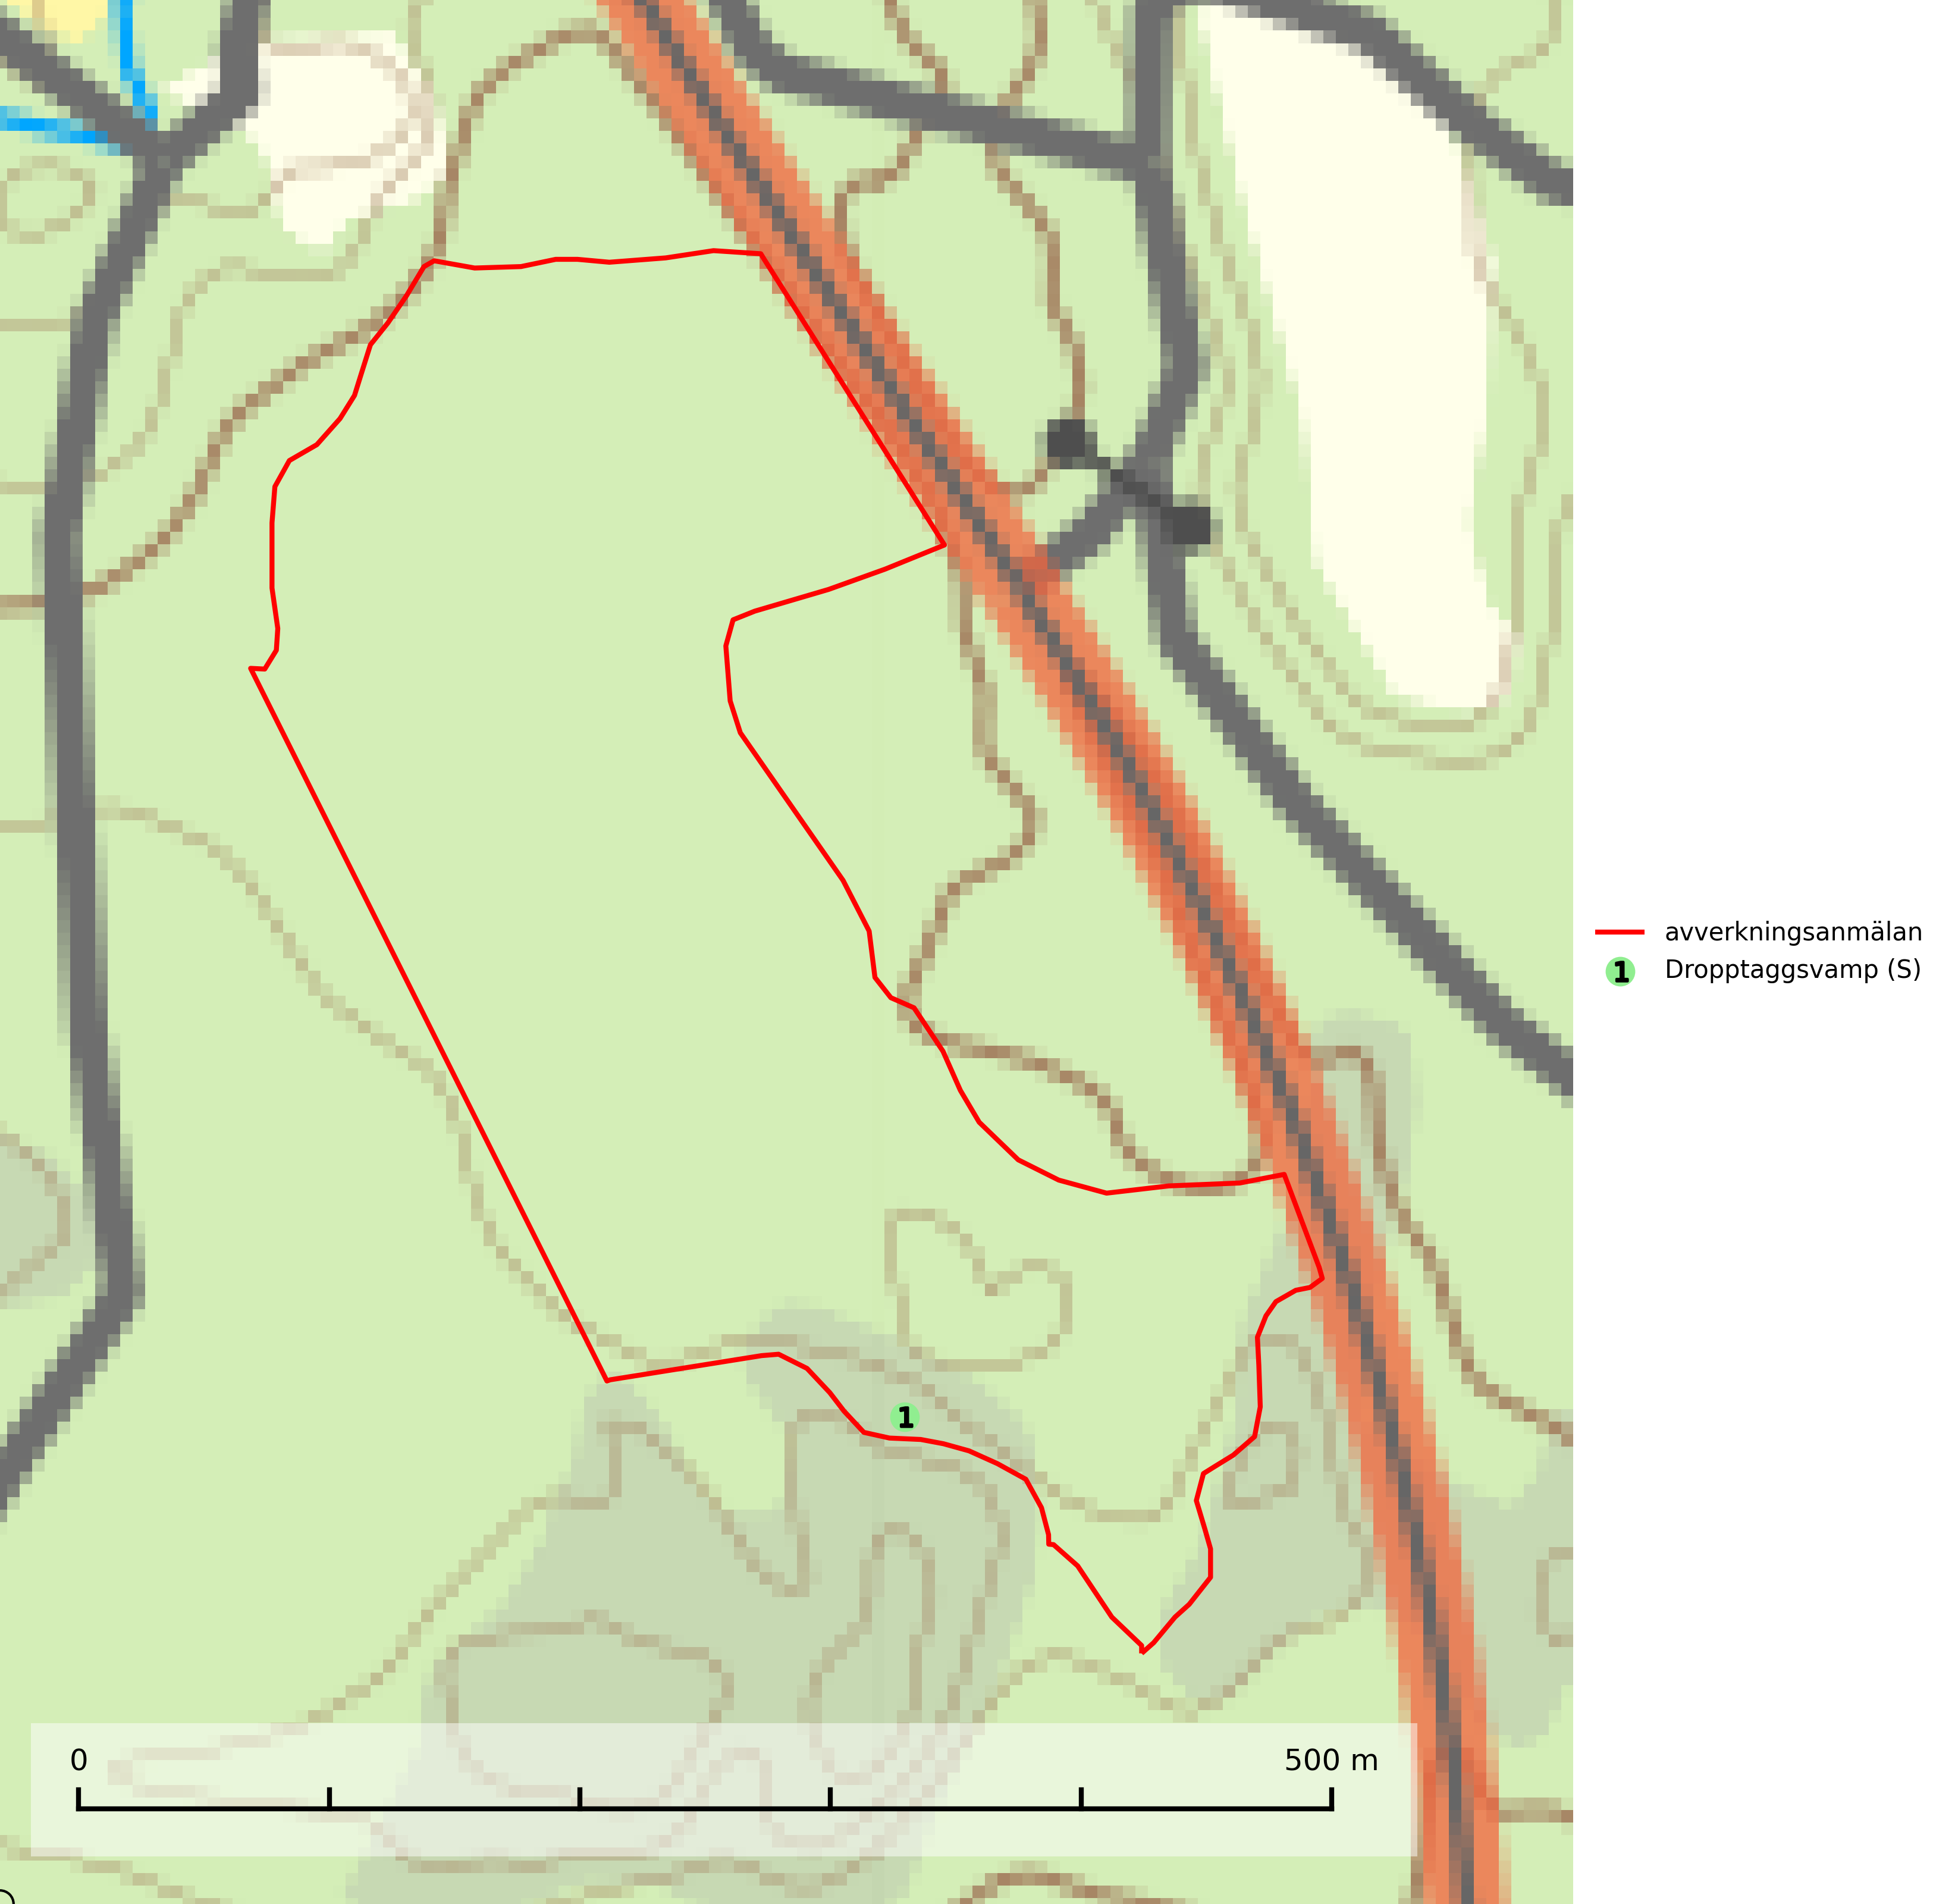 avverkningsanmälan
1 Dropptaggsvamp (S)
1
0 500 m